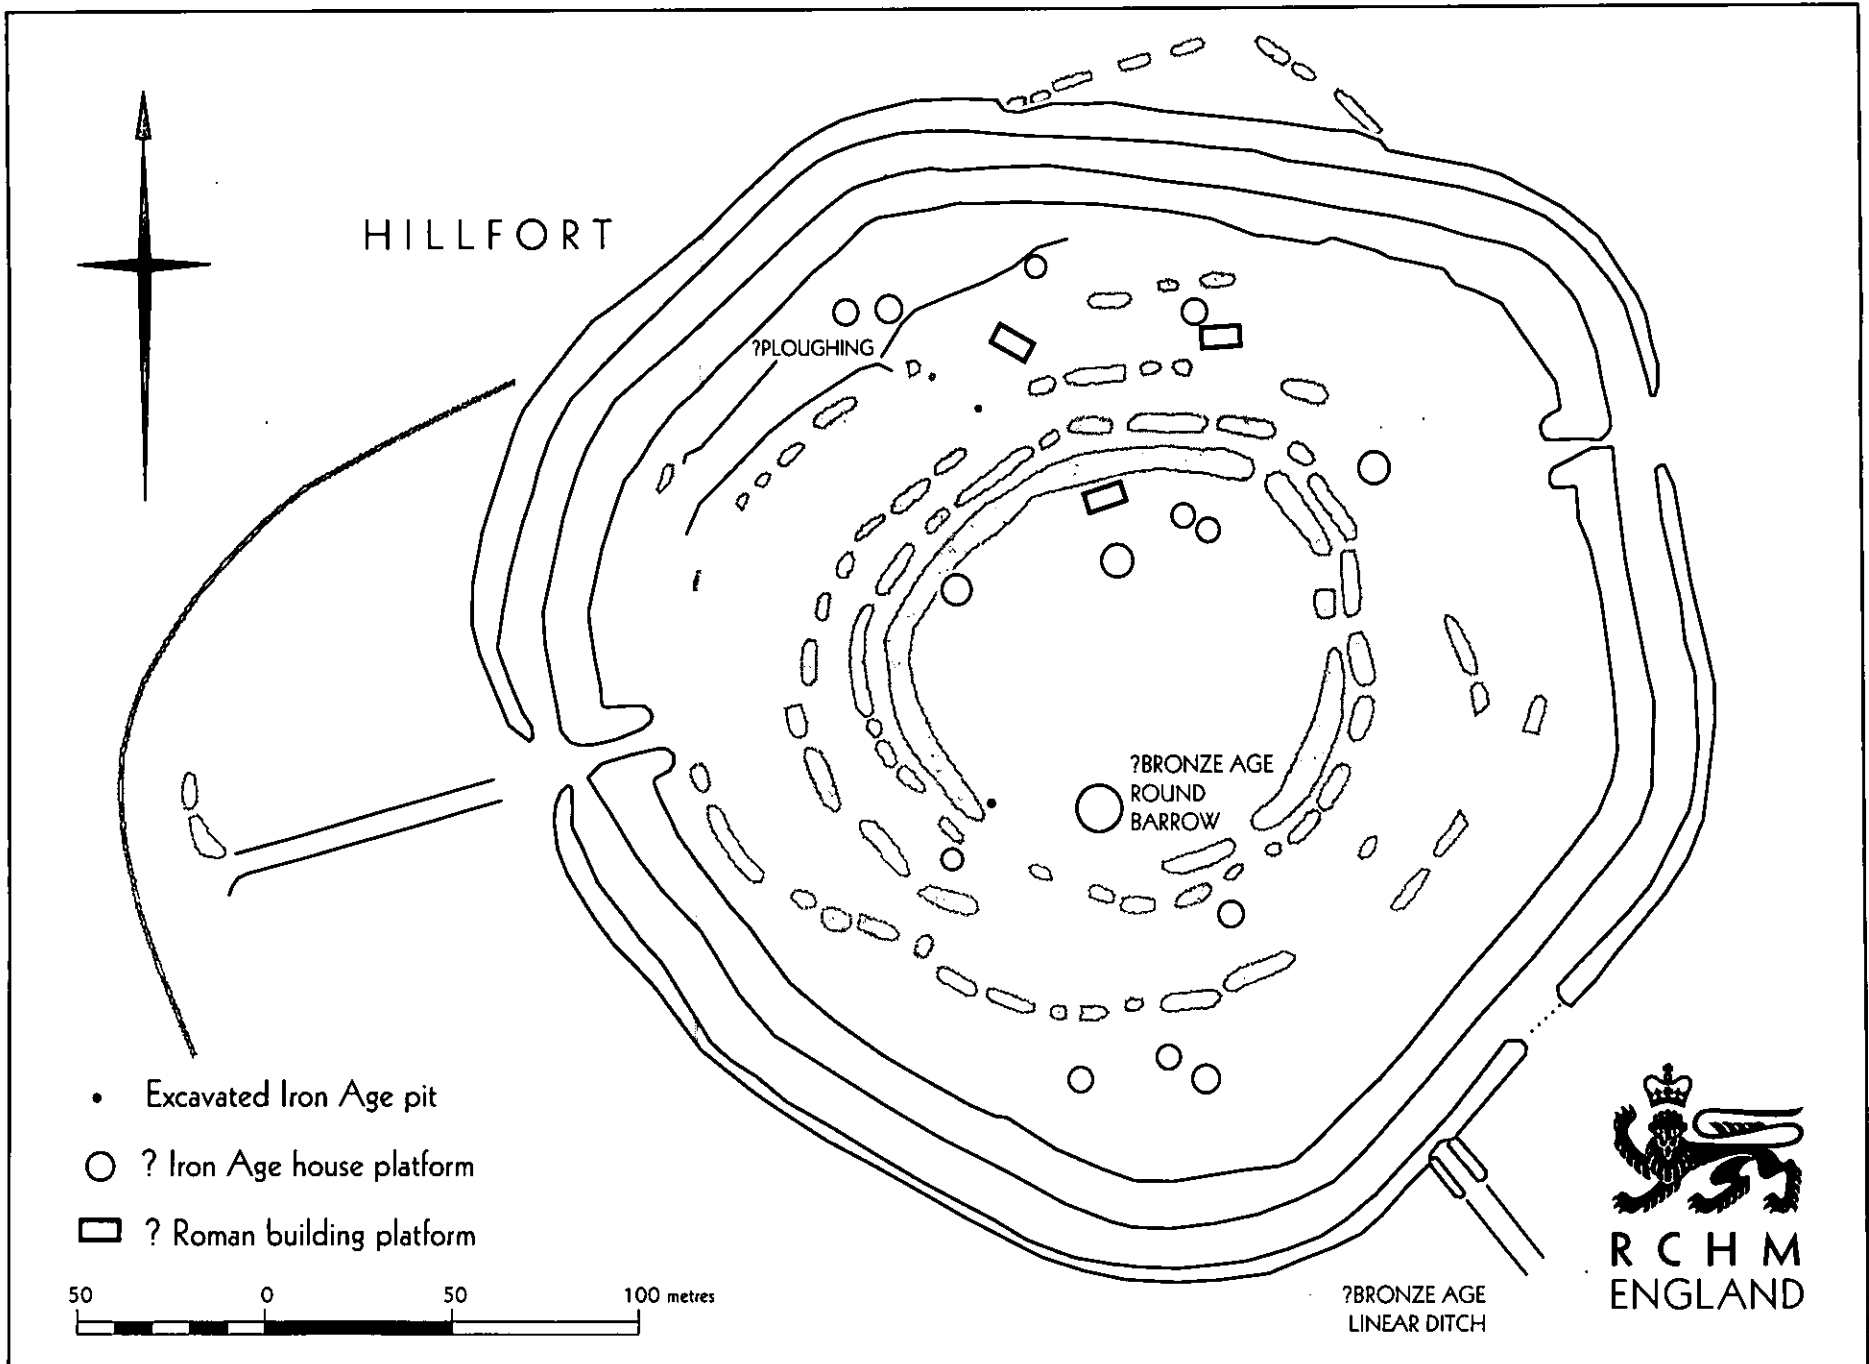 HILLFORT
?PLOUGHING
?BRONZE AGE
ROUND
BARROW
• Excavated Iron Age pit
? Iron Age house platform
? Roman building platform
50 0 50 100 metres
?BRONZE AGE
LINEAR DITCH
RCHM
ENGLAND